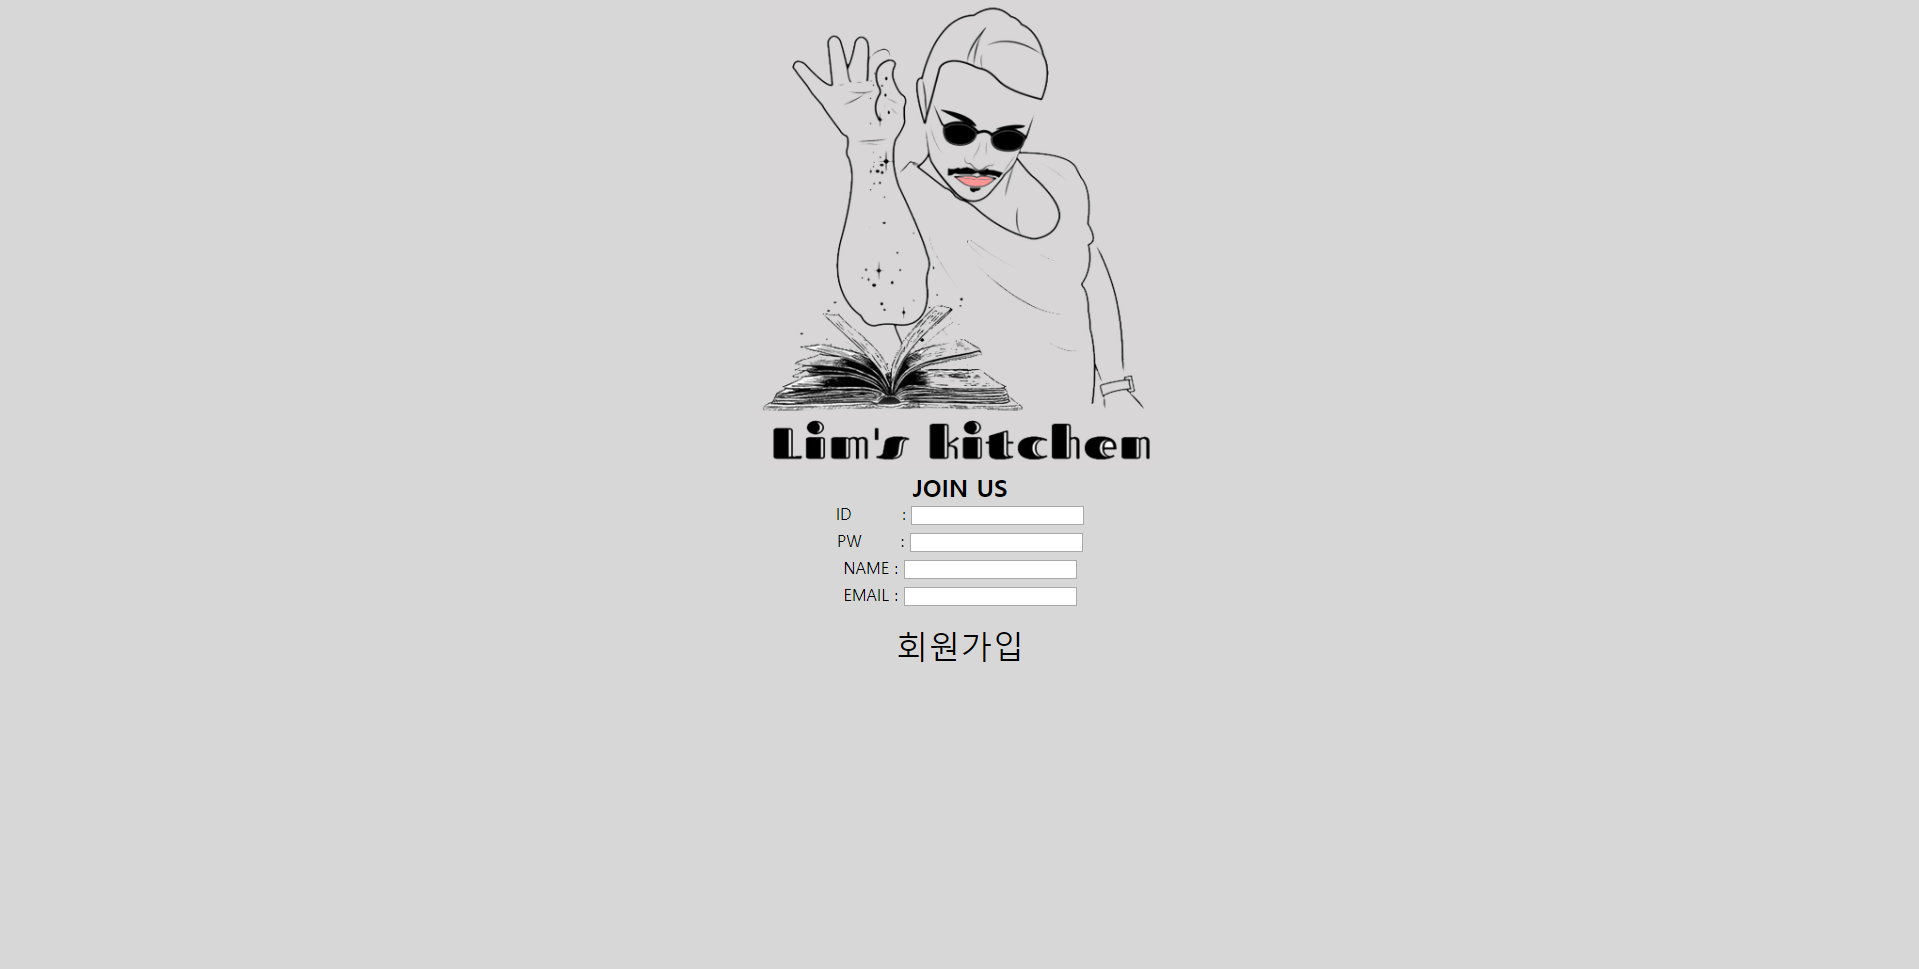 Lim's kitchen
JOIN US
ID :
PW :
NAME :
EMAIL :
회원가입